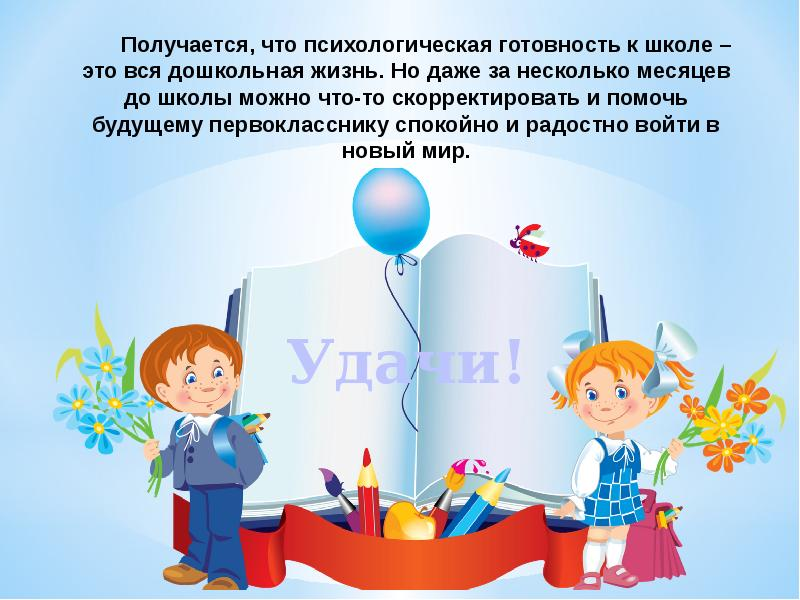 Получается, что психологическая готовность к школе –
это вся дошкольная жизнь. Но даже за несколько месяцев
до школы можно что-то скорректировать и помочь
будущему первокласснику спокойно и радостно войти в
новый мир.
Удачи!